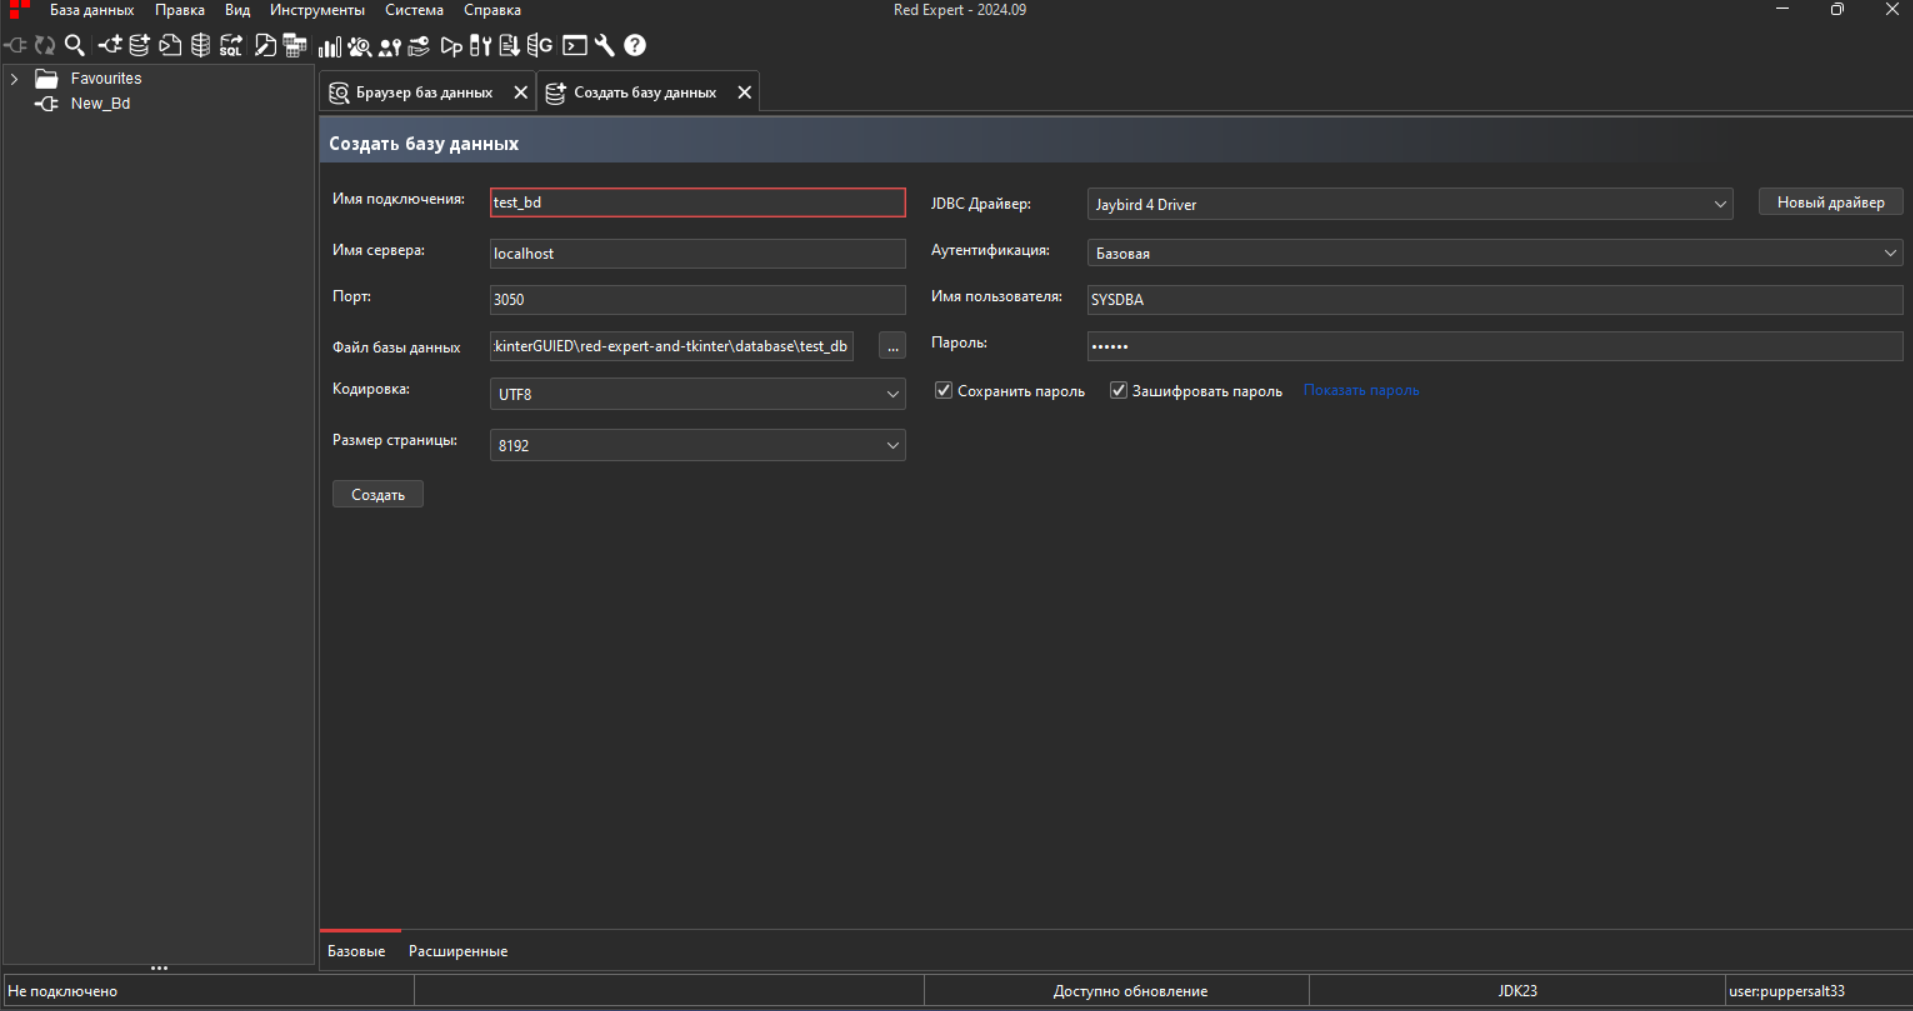 База данных Правка Вид Инструменты Система Справка
Red Expert - 2024.09
SQL
Favourites
New_Bd
Браузер баз данных
Создать базу данных
Создать базу данных
Имя подключения: test_bd
JDBC Драйвер: Jaybird 4 Driver Новый драйвер
Имя сервера: localhost
Аутентификация: Базовая
Порт: 3050
Имя пользователя: SYSDBA
Файл базы данных :kinterGUIED\red-expert-and-tkinter\database\test_db ...
Пароль: ••••••
Кодировка: UTF8
Сохранить пароль Зашифровать пароль Показать пароль
Размер страницы: 8192
Создать
Базовые Расширенные
Не подключено Доступно обновление JDK23 user:puppersalt33